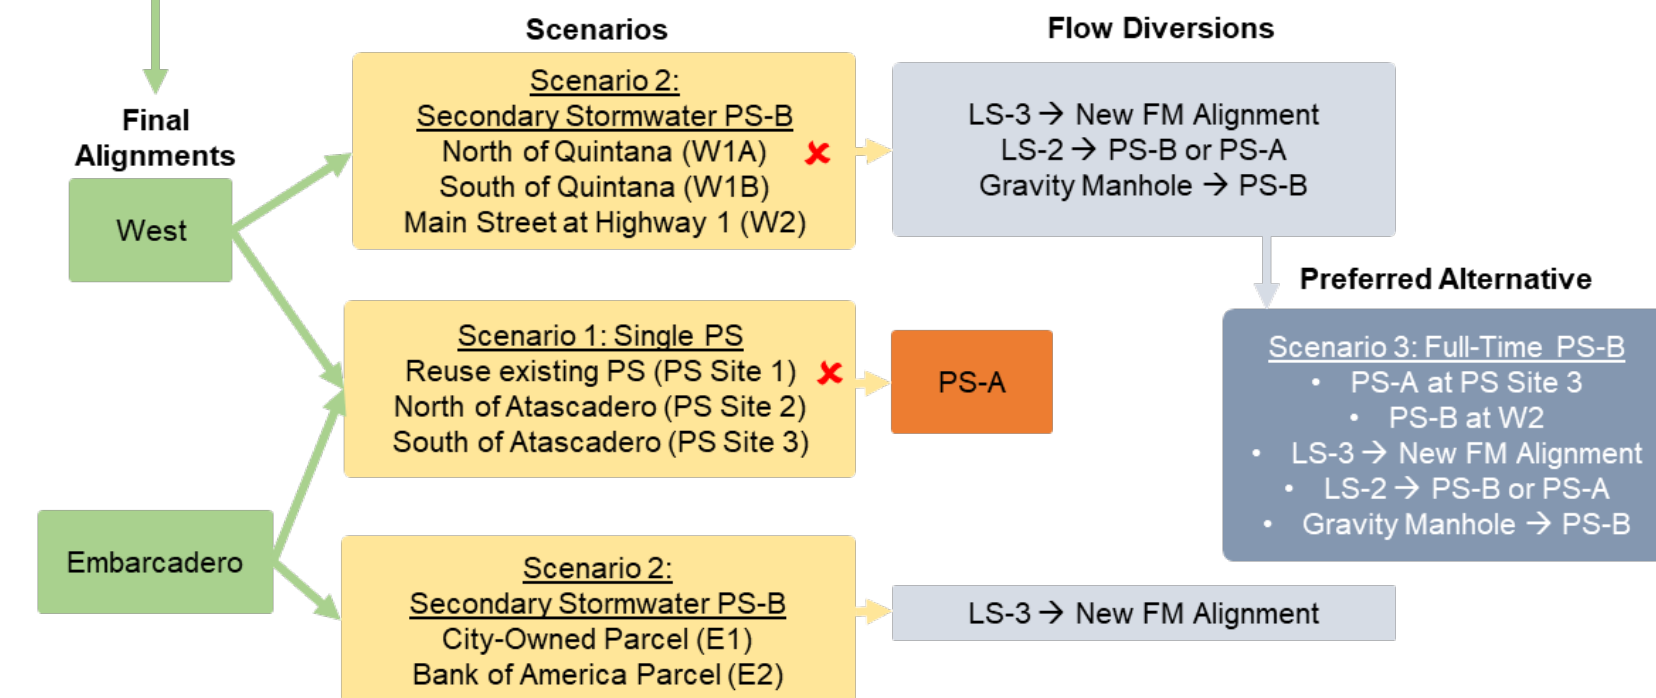 Scenarios
Flow Diversions
Final
Alignments
West
Embarcadero
Scenario 2:
Secondary Stormwater PS-B
North of Quintana (W1A) ✘
South of Quintana (W1B)
Main Street at Highway 1 (W2)
LS-3 → New FM Alignment
LS-2 → PS-B or PS-A
Gravity Manhole → PS-B
Scenario 1: Single PS
Reuse existing PS (PS Site 1) ✘
North of Atascadero (PS Site 2)
South of Atascadero (PS Site 3)
PS-A
Preferred Alternative
Scenario 3: Full-Time PS-B
• PS-A at PS Site 3
• PS-B at W2
• LS-3 → New FM Alignment
• LS-2 → PS-B or PS-A
• Gravity Manhole → PS-B
Scenario 2:
Secondary Stormwater PS-B
City-Owned Parcel (E1)
Bank of America Parcel (E2)
LS-3 → New FM Alignment